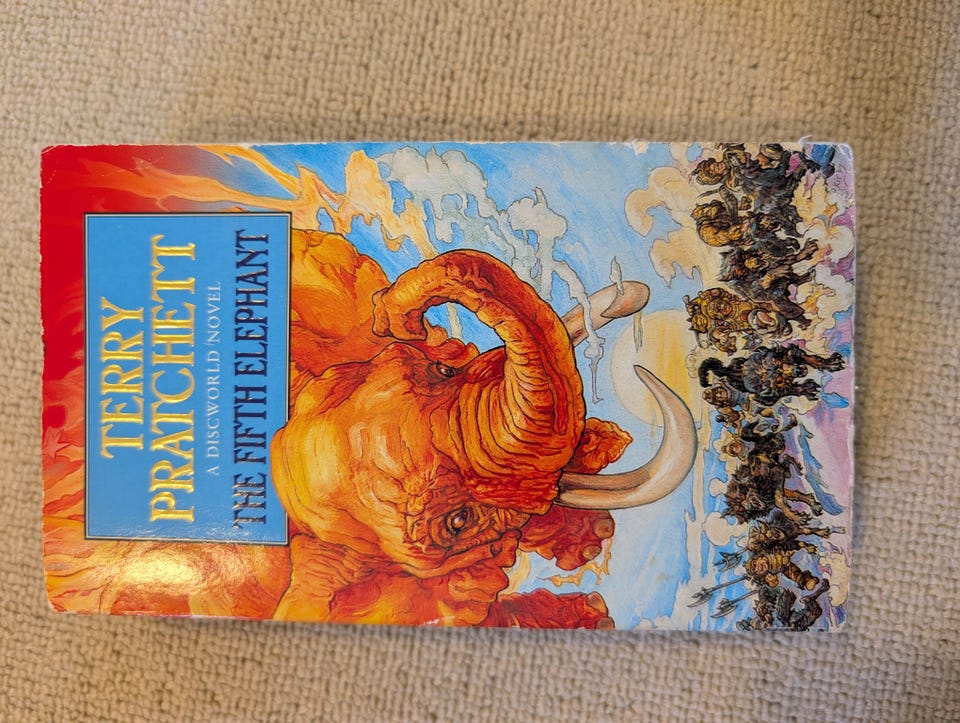 TERRY
PRATCHETT
A DISCWORLD NOVEL
THE FIFTH ELEPHANT